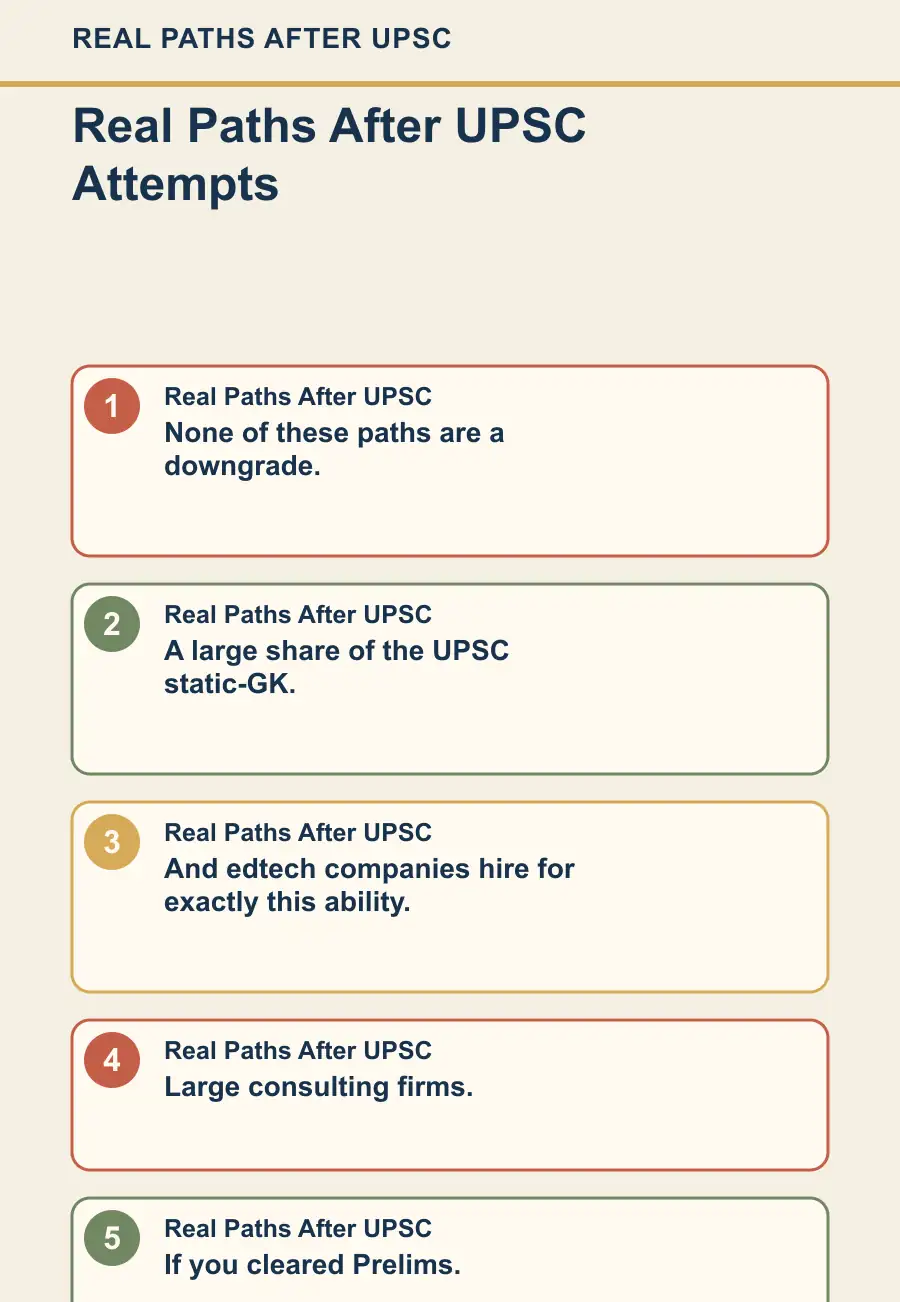 REAL PATHS AFTER UPSC
Real Paths After UPSC
Attempts
1
Real Paths After UPSC
None of these paths are a
downgrade.
2
Real Paths After UPSC
A large share of the UPSC
static-GK.
3
Real Paths After UPSC
And edtech companies hire for
exactly this ability.
4
Real Paths After UPSC
Large consulting firms.
5
Real Paths After UPSC
If you cleared Prelims.